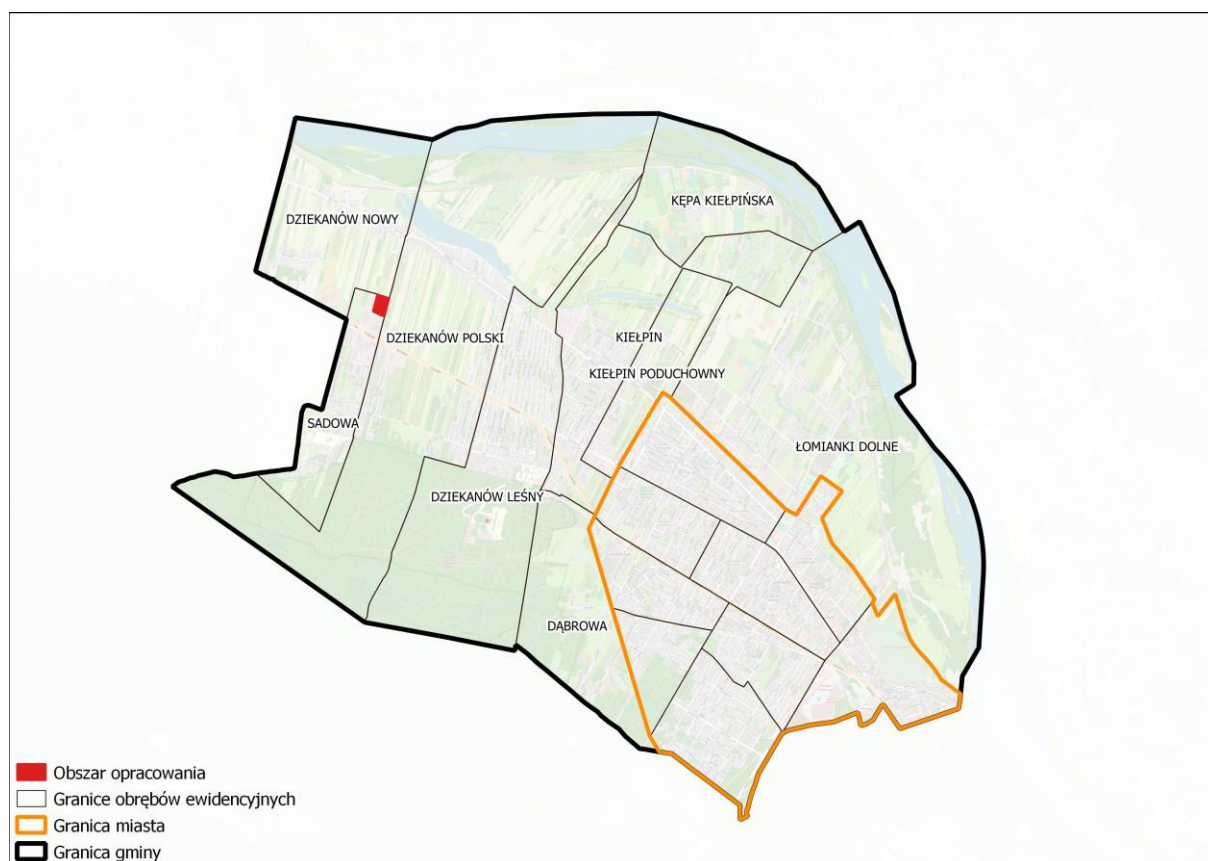 KĘPA KIEŁPIŃSKA
DZIEKANÓW NOWY
DZIEKANÓW POLSKI
KIEŁPIN
KIEŁPIN PODUCHOWNY
SADOWA
ŁOMIANKI DOLNE
DZIEKANÓW LEŚNY
DĄBROWA
Obszar opracowania
Granice obrębów ewidencyjnych
Granica miasta
Granica gminy